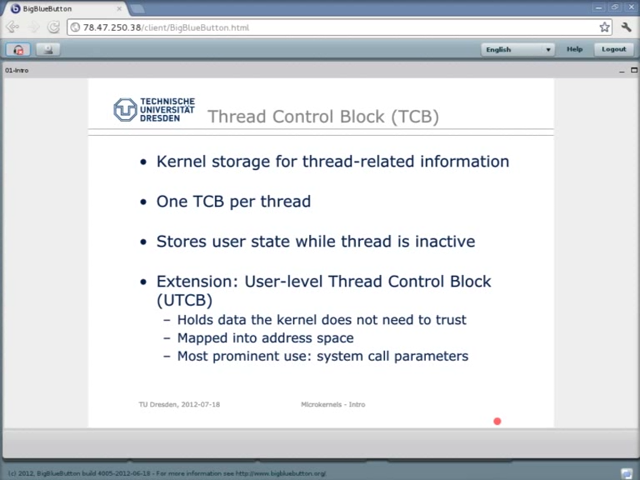 BigBlueButton
78.47.250.38/client/BigBlueButton.html
English
Help
Logout
01-Intro
TECHNISCHE
UNIVERSITÄT
DRESDEN
Thread Control Block (TCB)
• Kernel storage for thread-related information
• One TCB per thread
• Stores user state while thread is inactive
• Extension: User-level Thread Control Block
(UTCB)
– Holds data the kernel does not need to trust
– Mapped into address space
– Most prominent use: system call parameters
TU Dresden, 2012-07-18
Microkernels - Intro
(c) 2012, BigBlueButton build 4005-2012-06-18 - For more information see http://www.bigbluebutton.org/